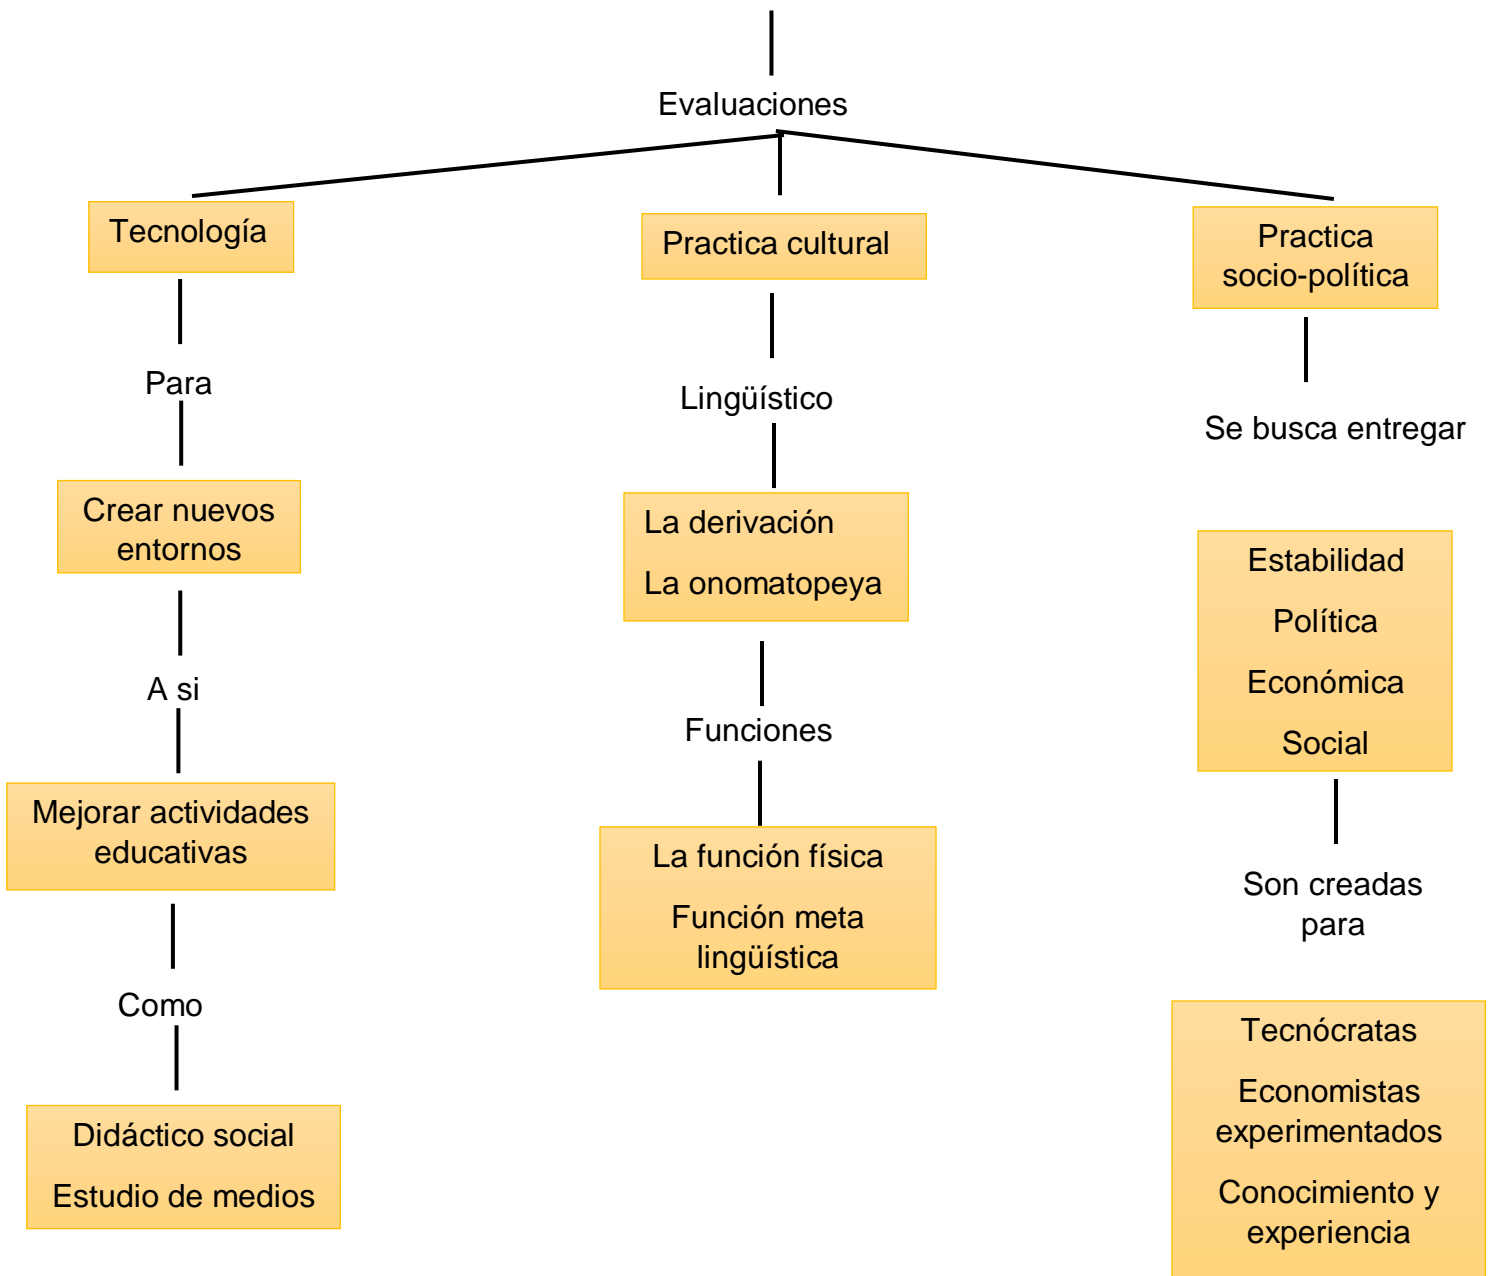 Evaluaciones
Tecnología
Para
Crear nuevos
entornos
A si
Mejorar actividades
educativas
Como
Didáctico social
Estudio de medios
Practica cultural
Lingüístico
La derivación
La onomatopeya
Funciones
La función física
Función meta
lingüística
Practica
socio-política
Se busca entregar
Estabilidad
Política
Económica
Social
Son creadas
para
Tecnócratas
Economistas
experimentados
Conocimiento y
experiencia